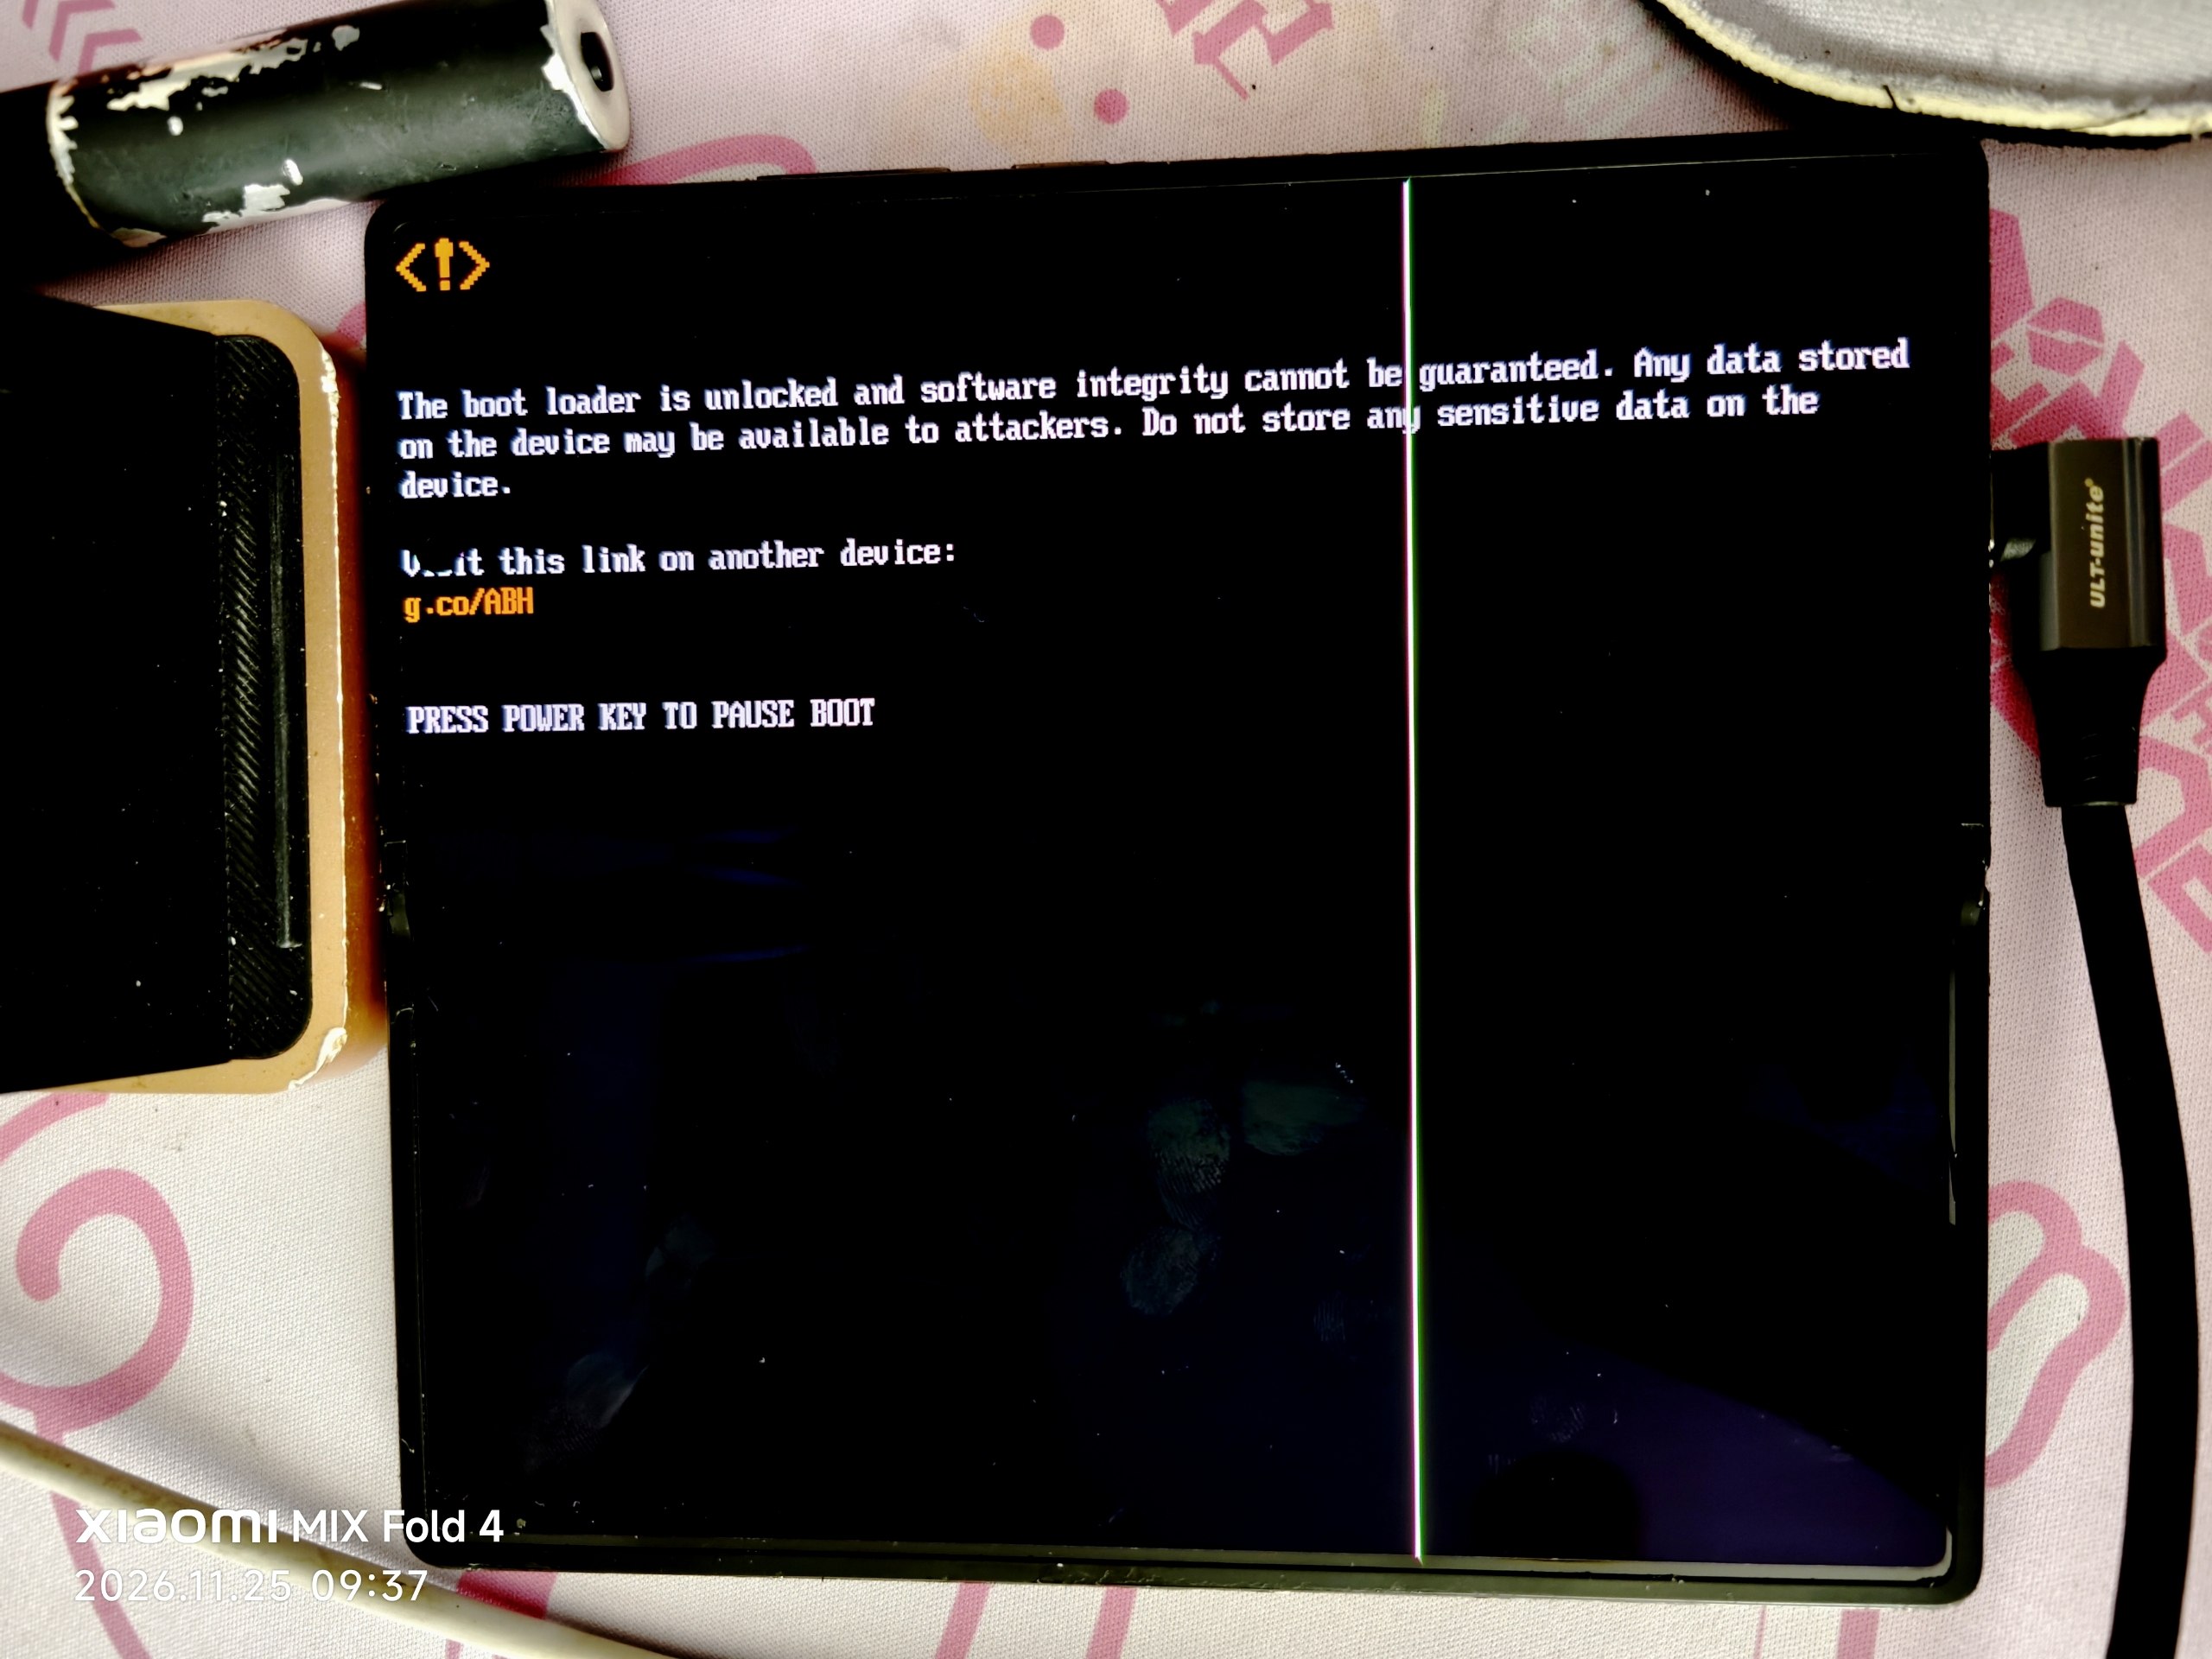 <!>
The boot loader is unlocked and software integrity cannot be guaranteed. Any data stored
on the device may be available to attackers. Do not store any sensitive data on the
device.
this link on another device:
g.co/ABH
PRESS POWER KEY TO PAUSE BOOT
ULT-unite®
xiaomi MIX Fold 4
2026.11.25 09:37